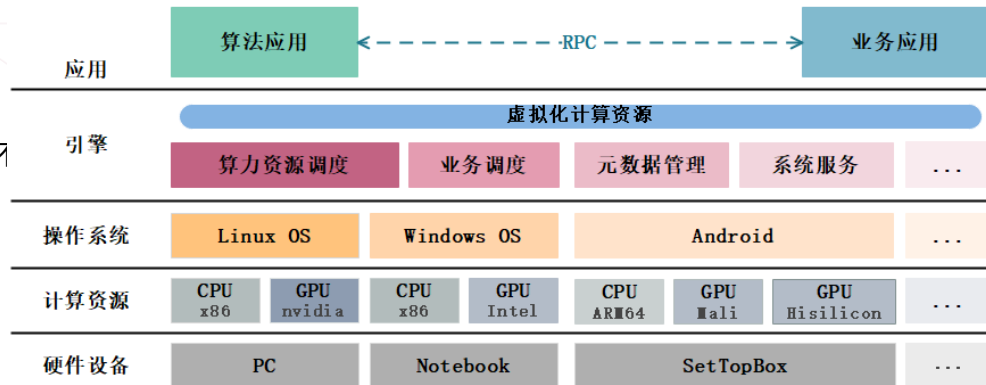 算法应用
RPC
业务应用
应用
虚拟化计算资源
引擎
算力资源调度
业务调度
元数据管理
系统服务
...
操作系统
Linux OS
Windows OS
Android
...
计算资源
CPU
x86
GPU
nvidia
CPU
x86
GPU
Intel
CPU
ARM64
GPU
Mali
GPU
Hisilicon
...
硬件设备
PC
Notebook
SetTopBox
...